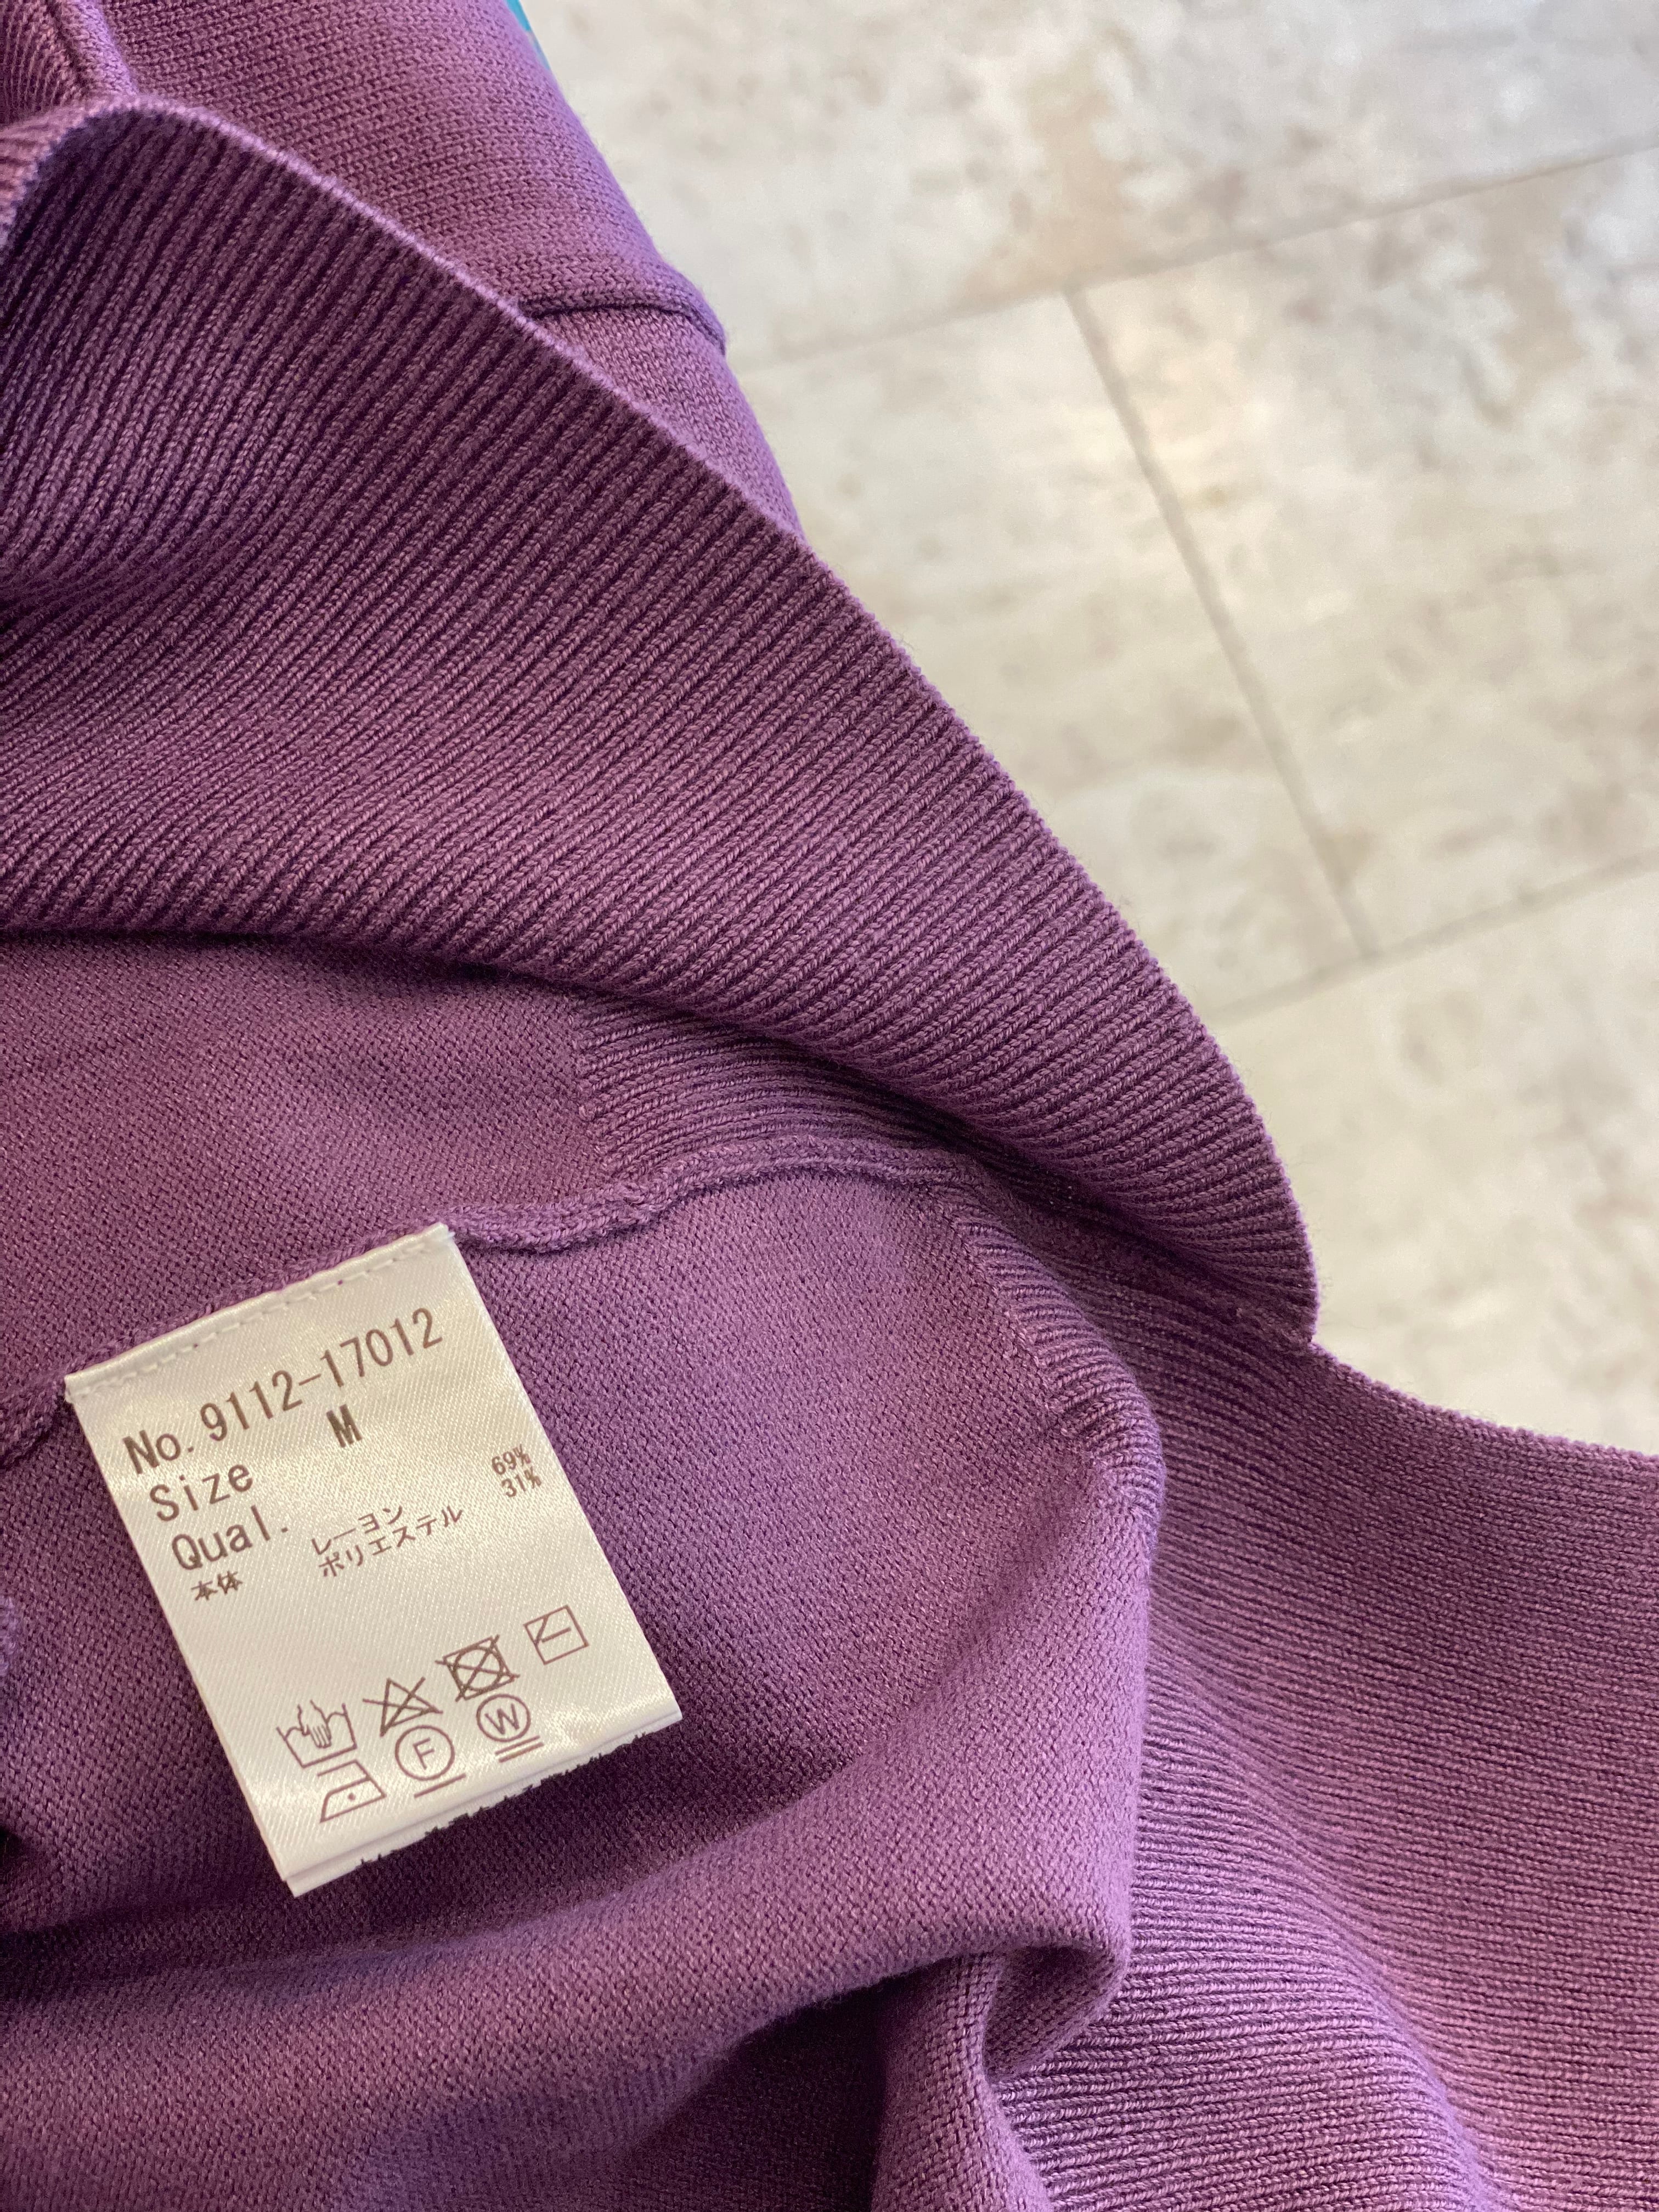 No. 9112-17012
Size M
Qual.
本体 レーヨン 69%
ポリエステル 31%
F W